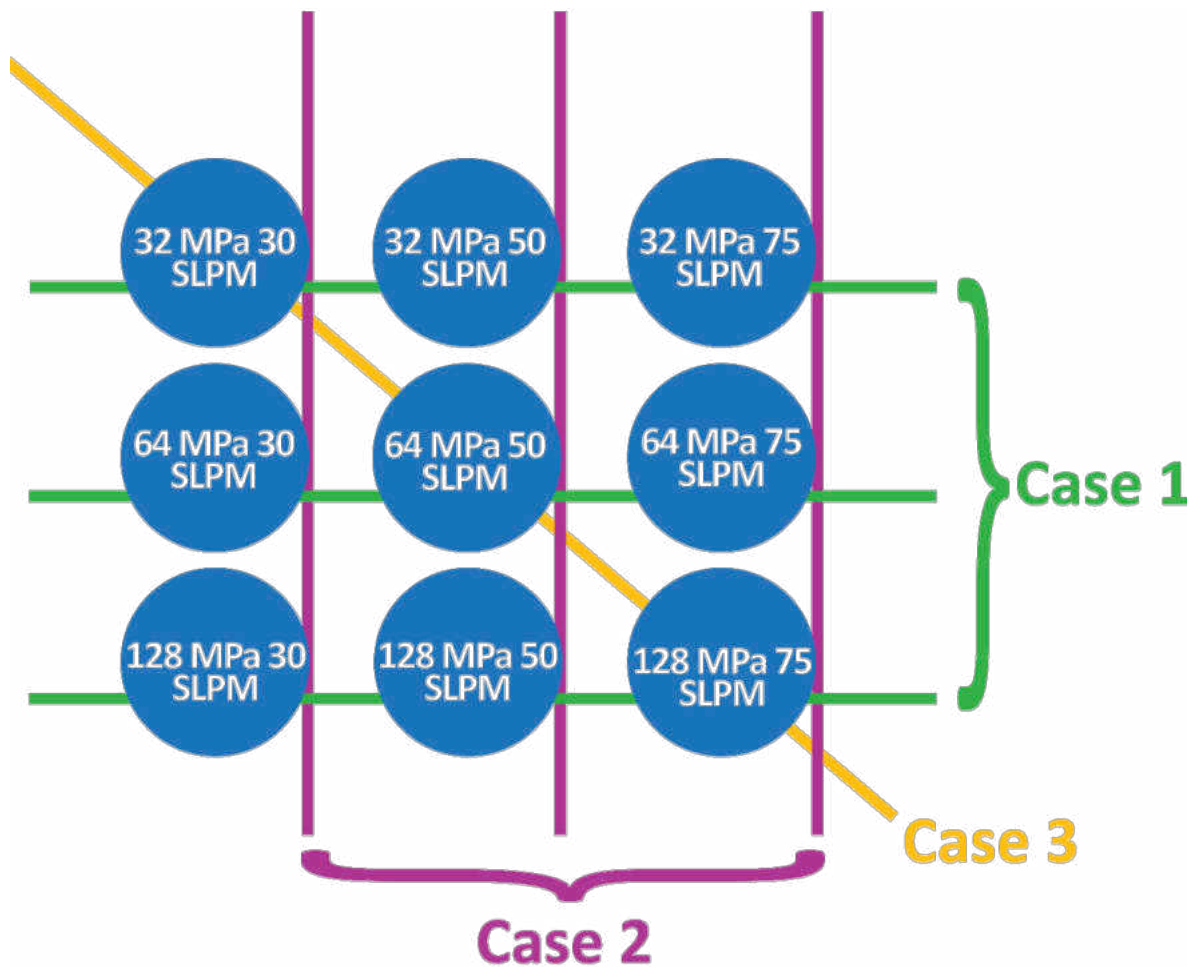 32 MPa 30
SLPM
32 MPa 50
SLPM
32 MPa 75
SLPM
64 MPa 30
SLPM
64 MPa 50
SLPM
64 MPa 75
SLPM
Case 1
128 MPa 30
SLPM
128 MPa 50
SLPM
128 MPa 75
SLPM
Case 3
Case 2